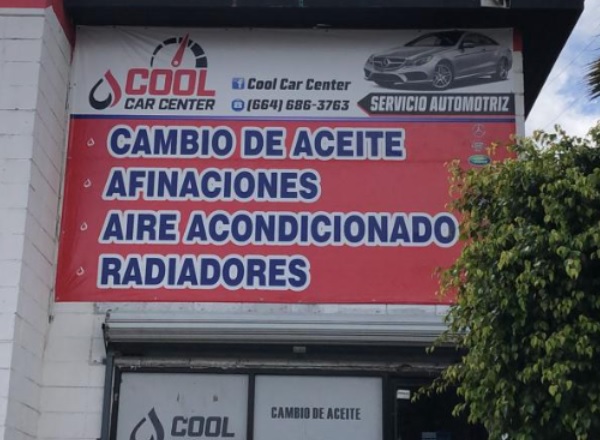 COOL
CAR CENTER
Cool Car Center
(664) 686-3763
SERVICIO AUTOMOTRIZ
CAMBIO DE ACEITE
AFINACIONES
AIRE ACONDICIONADO
RADIADORES
COOL
CAMBIO DE ACEITE